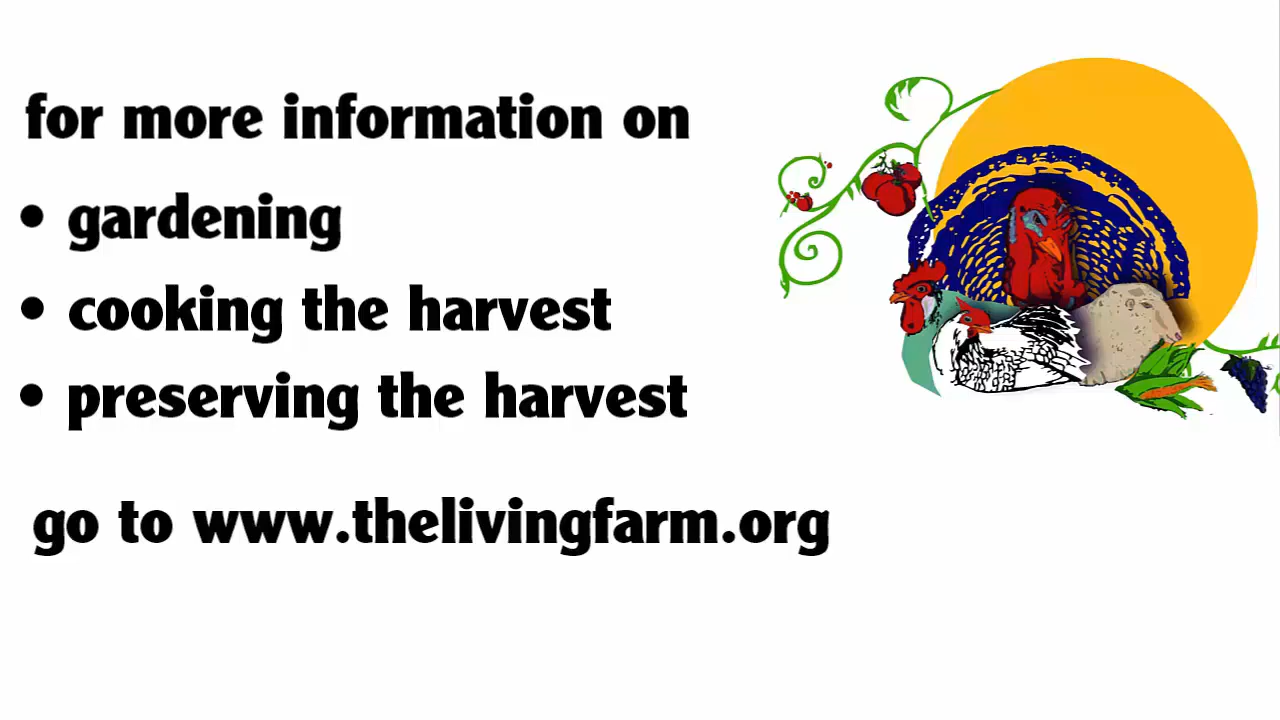 for more information on
• gardening
• cooking the harvest
• preserving the harvest
go to www.thelivingfarm.org